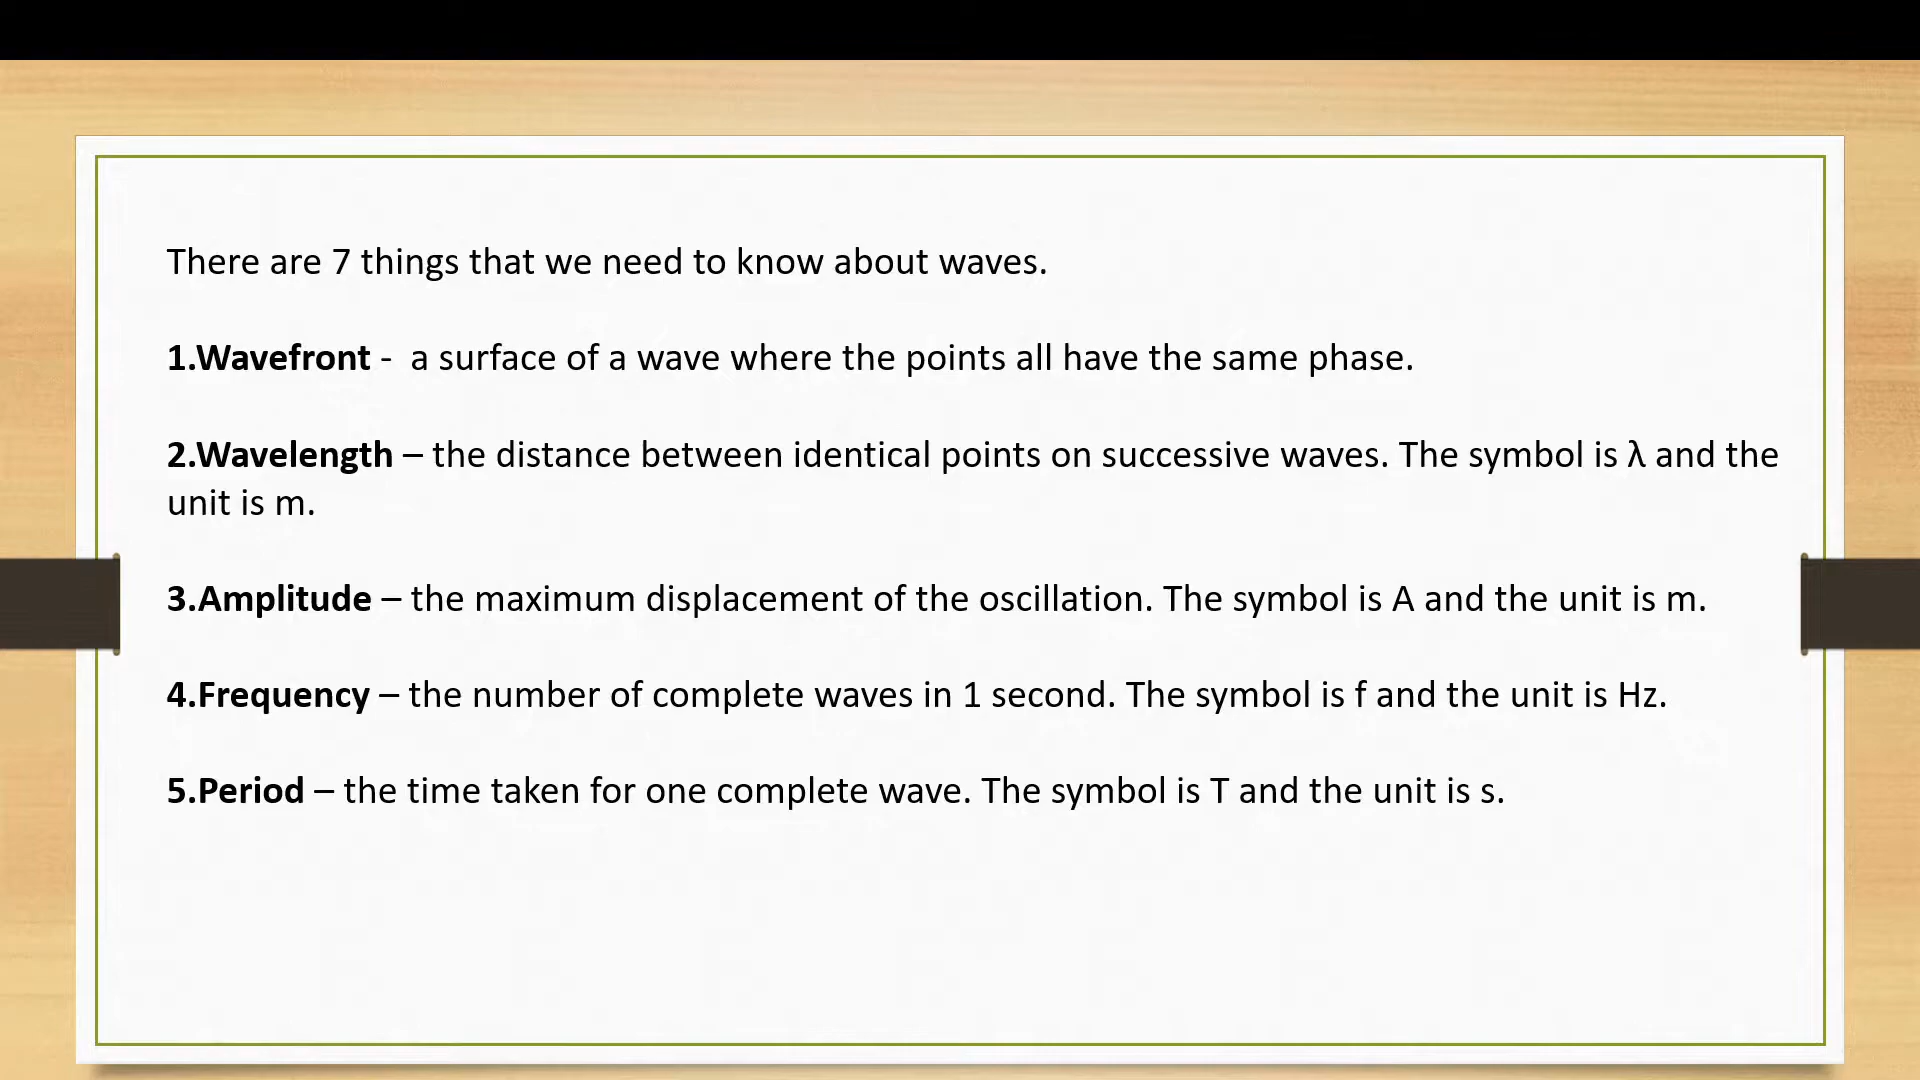 There are 7 things that we need to know about waves.
1.Wavefront -  a surface of a wave where the points all have the same phase.
2.Wavelength – the distance between identical points on successive waves. The symbol is λ and the
unit is m.
3.Amplitude – the maximum displacement of the oscillation. The symbol is A and the unit is m.
4.Frequency – the number of complete waves in 1 second. The symbol is f and the unit is Hz.
5.Period – the time taken for one complete wave. The symbol is T and the unit is s.